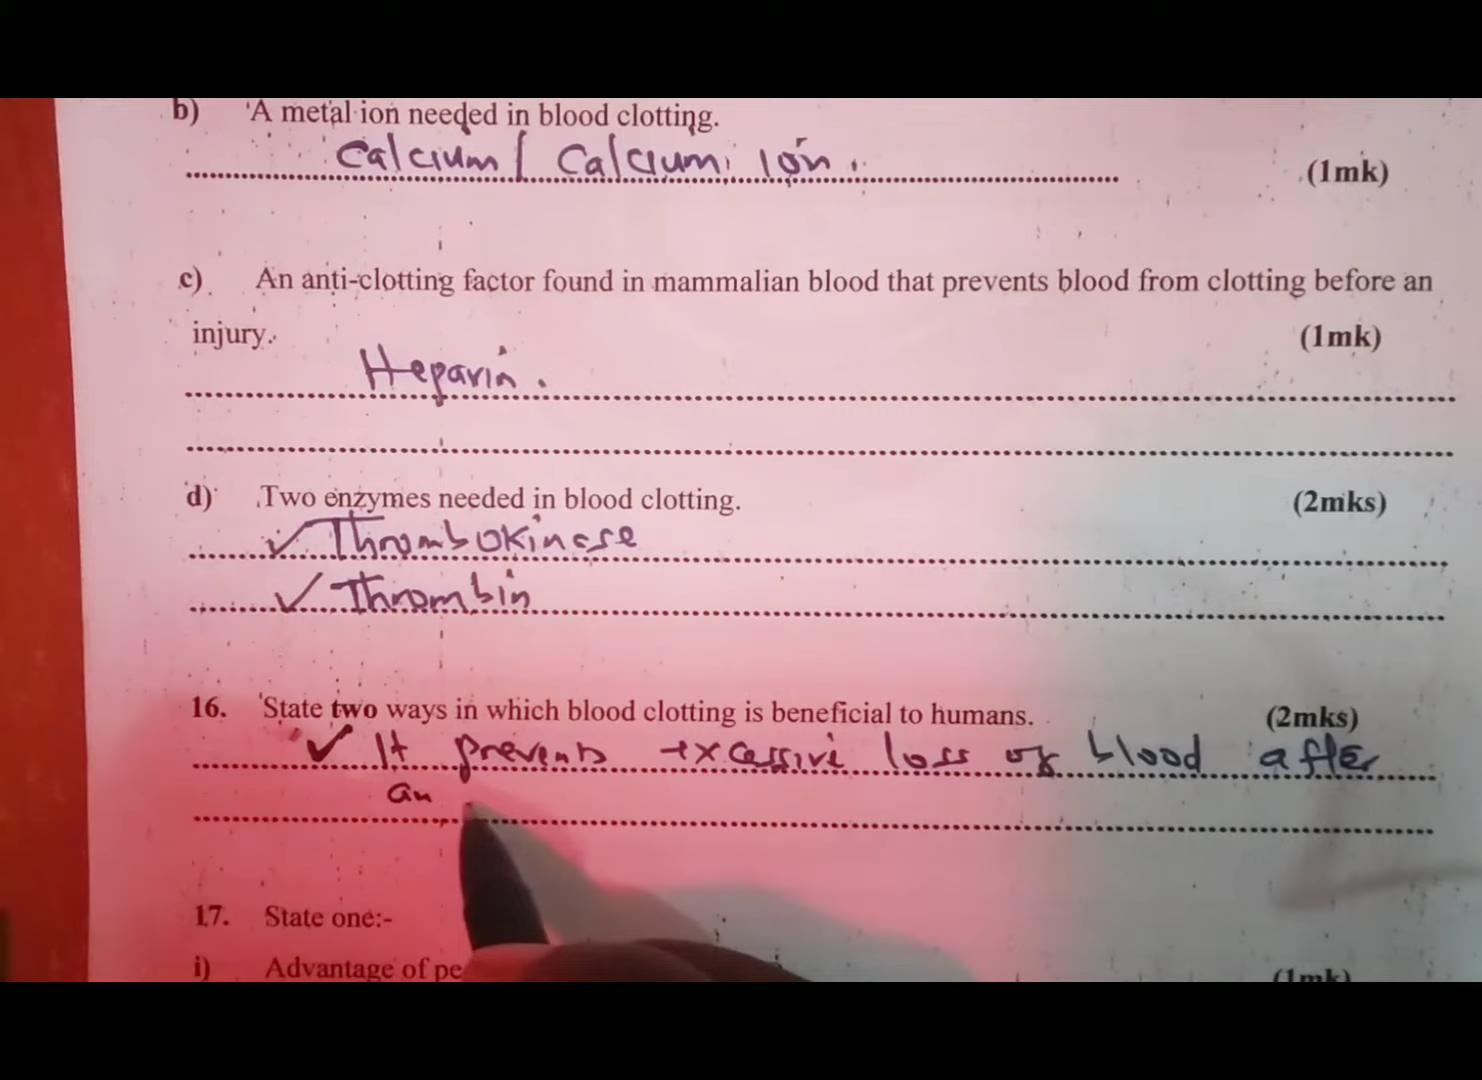 b) A metal ion needed in blood clotting.
Calcium / Calcium ion. (1mk)
c) An anti-clotting factor found in mammalian blood that prevents blood from clotting before an
injury. (1mk)
Heparin.
d) Two enzymes needed in blood clotting. (2mks)
✓ Thrombokinase
✓ Thrombin
16. State two ways in which blood clotting is beneficial to humans. (2mks)
✓ It prevents excessive loss of blood after
an
17. State one:-
i) Advantage of pe (1mk)